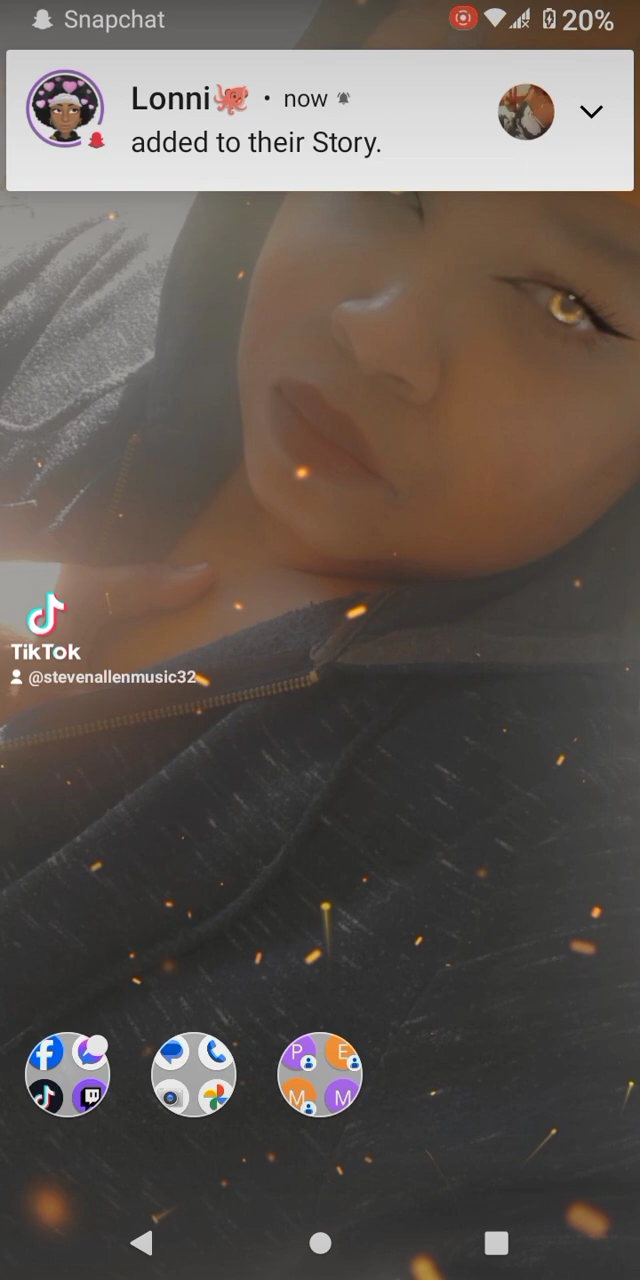 Snapchat 20%
Lonni🐙 • now
added to their Story.
TikTok
@stevenallenmusic32
P E
M M